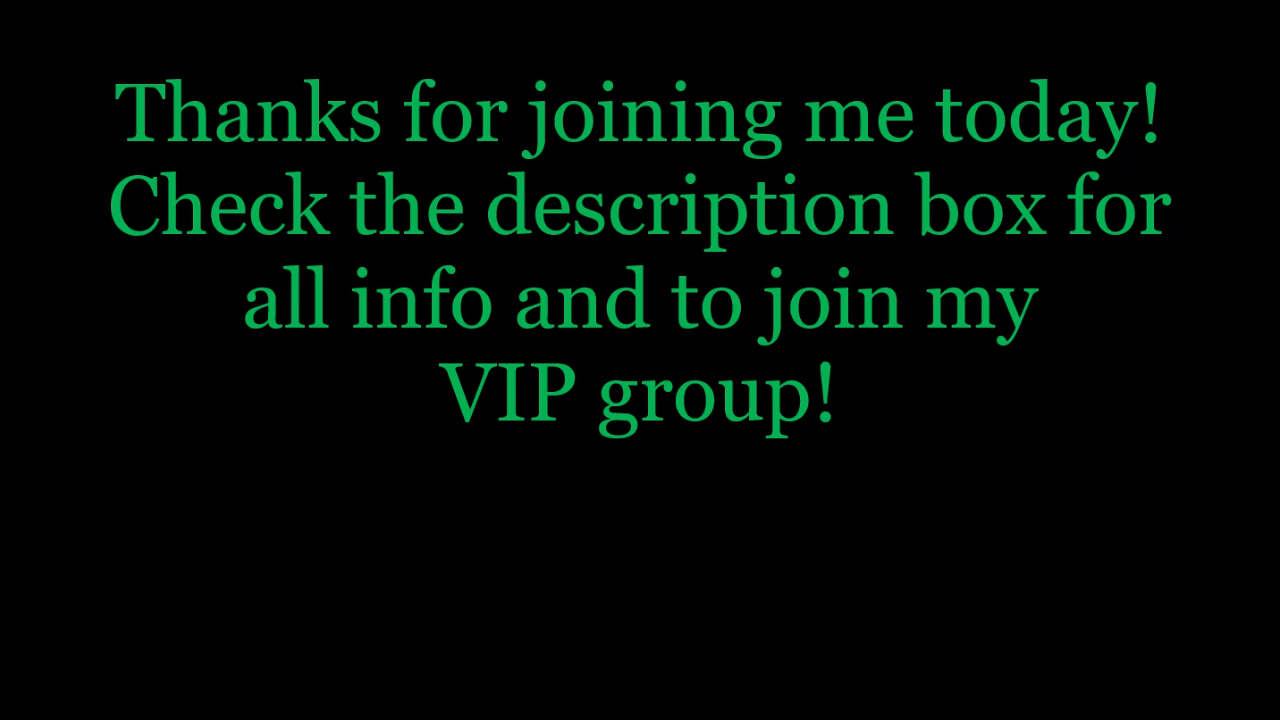 Thanks for joining me today!
Check the description box for
all info and to join my
VIP group!